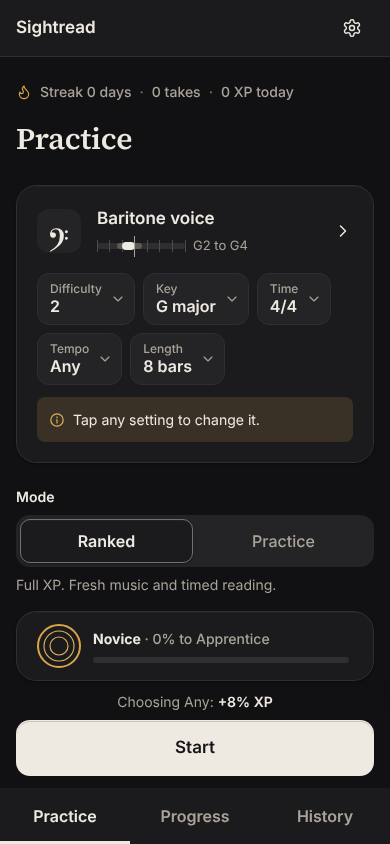 Sightread
Streak 0 days · 0 takes · 0 XP today
Practice
Baritone voice
G2 to G4
Difficulty
2
Key
G major
Time
4/4
Tempo
Any
Length
8 bars
Tap any setting to change it.
Mode
Ranked
Practice
Full XP. Fresh music and timed reading.
Novice · 0% to Apprentice
Choosing Any: +8% XP
Start
Practice
Progress
History